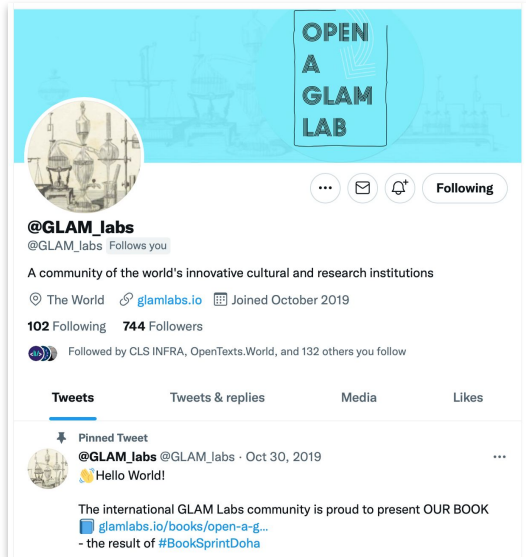 OPEN
A
GLAM
LAB
Following
@GLAM_labs
@GLAM_labs Follows you
A community of the world's innovative cultural and research institutions
The World glamlabs.io Joined October 2019
102 Following 744 Followers
Followed by CLS INFRA, OpenTexts.World, and 132 others you follow
Tweets Tweets & replies Media Likes
Pinned Tweet
@GLAM_labs @GLAM_labs · Oct 30, 2019
👋Hello World!
The international GLAM Labs community is proud to present OUR BOOK
📘 glamlabs.io/books/open-a-g...
- the result of #BookSprintDoha